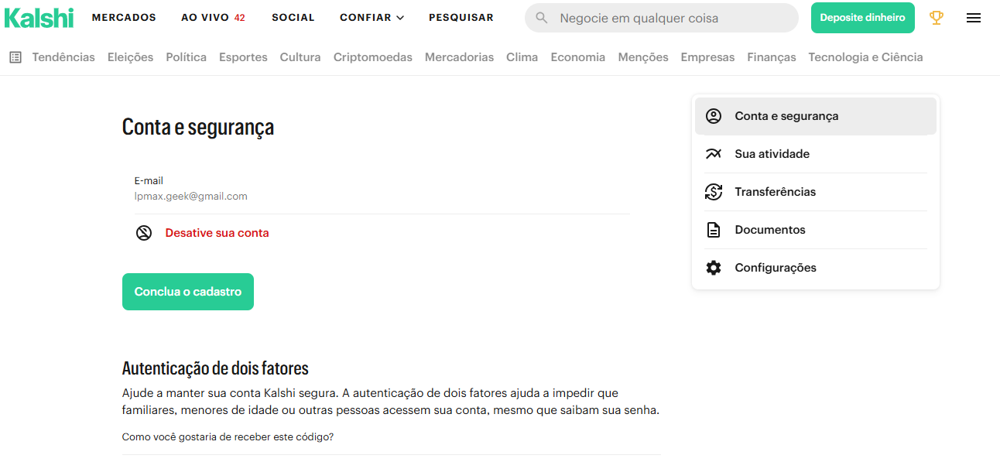 Kalshi MERCADOS AO VIVO 42 SOCIAL CONFIAR PESQUISAR Negocie em qualquer coisa Deposite dinheiro
Tendências Eleições Política Esportes Cultura Criptomoedas Mercadorias Clima Economia Menções Empresas Finanças Tecnologia e Ciência
Conta e segurança
E-mail
lpmax.geek@gmail.com
Desative sua conta
Conclua o cadastro
Autenticação de dois fatores
Ajude a manter sua conta Kalshi segura. A autenticação de dois fatores ajuda a impedir que
familiares, menores de idade ou outras pessoas acessem sua conta, mesmo que saibam sua senha.
Como você gostaria de receber este código?
Conta e segurança
Sua atividade
Transferências
Documentos
Configurações